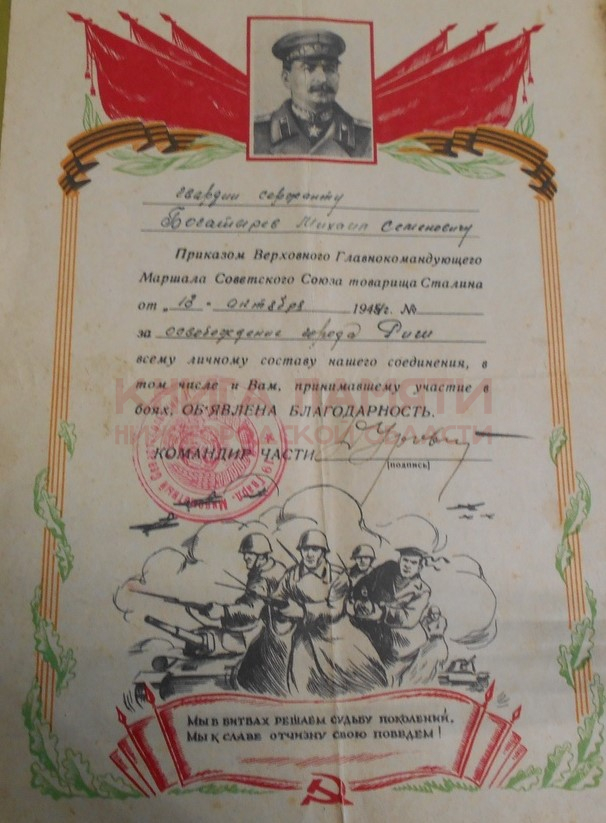 гвардии сержанту
Богатырев Михаил Семенович
Приказом Верховного Главнокомандующего
Маршала Советского Союза товарища Сталина
от „13" октября 1944г. №
за освобождение города Риги
всему личному составу нашего соединения, в
том числе и Вам, принимавшему участие в
боях, ОБ'ЯВЛЕНА БЛАГОДАРНОСТЬ.
КНИГА ПАМЯТИ
НИЖЕГОРОДСКОЙ ОБЛАСТИ
КОМАНДИР ЧАСТИ
(подпись)
Мы в битвах решаем судьбу поколений,
Мы к славе отчизну свою поведем!